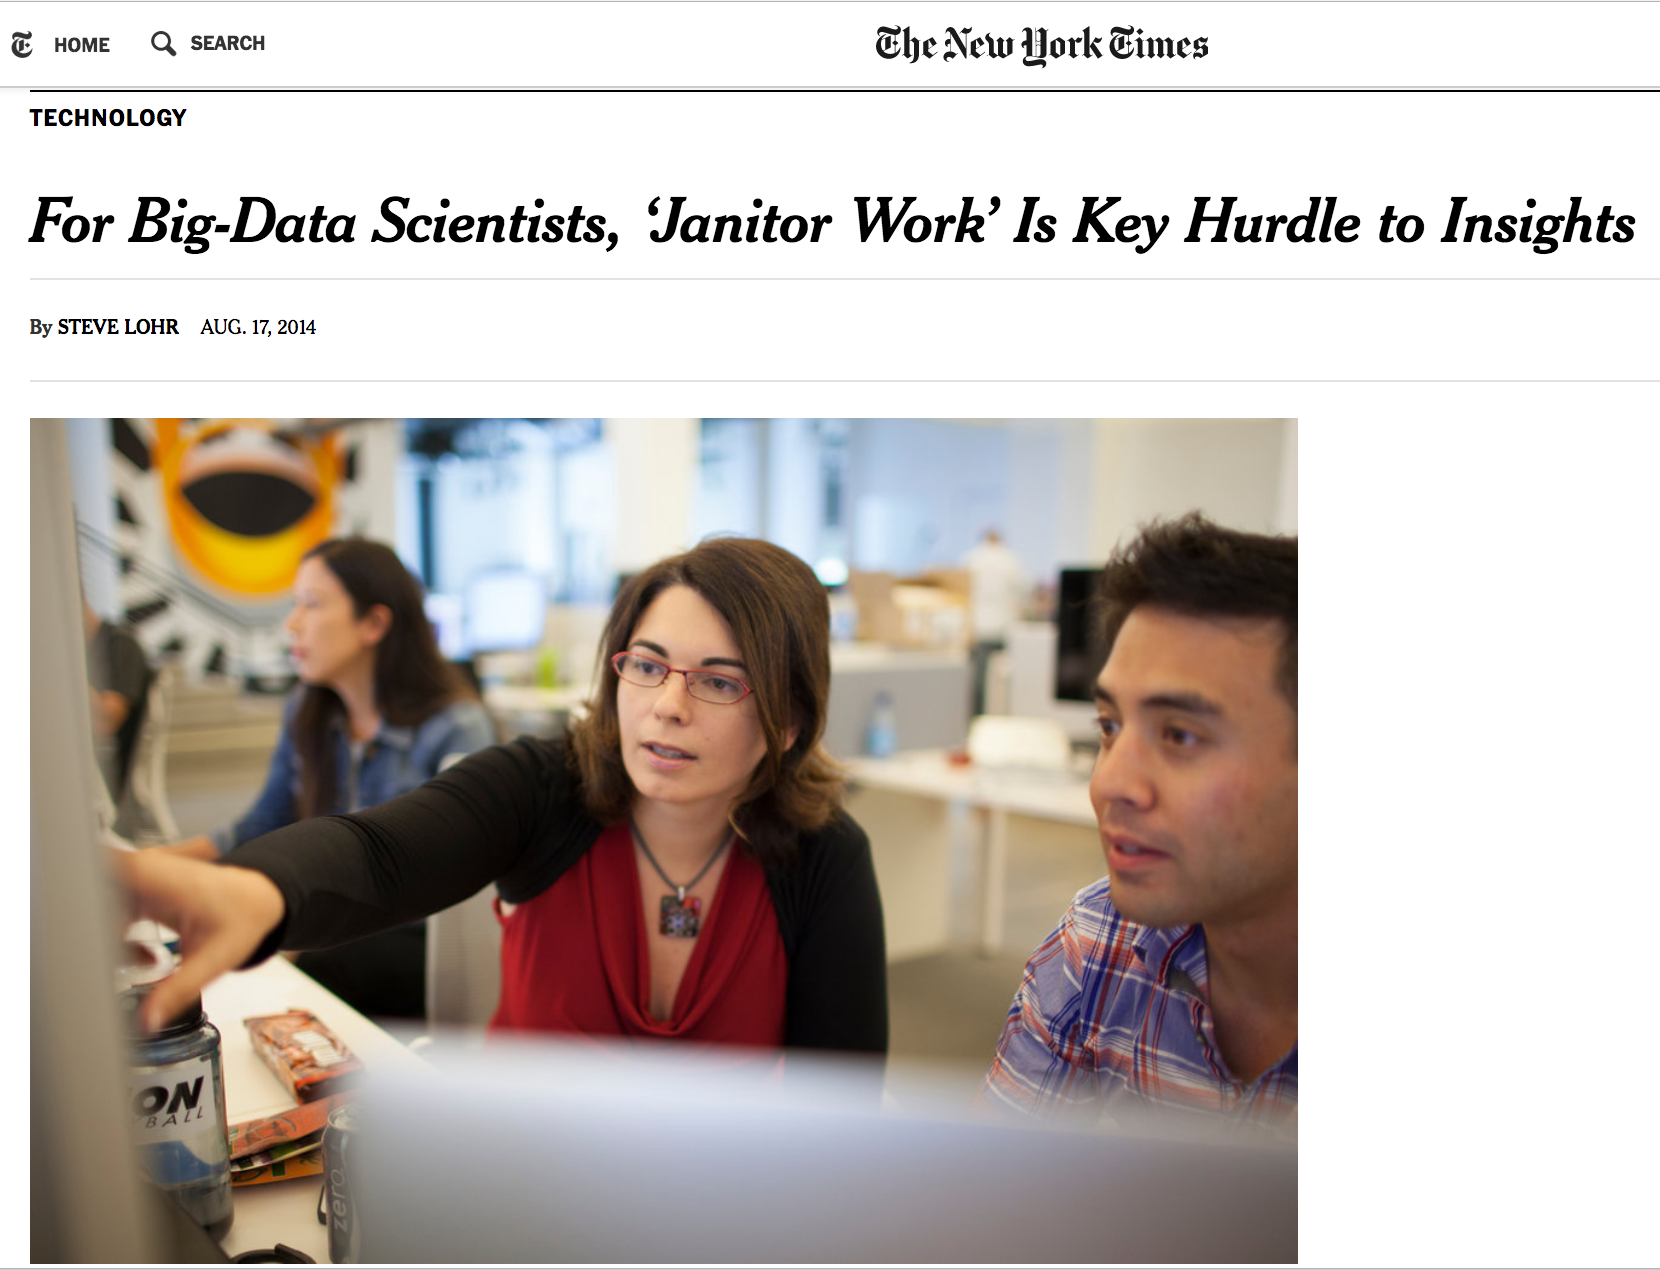 HOME
SEARCH
The New York Times
TECHNOLOGY
For Big-Data Scientists, ‘Janitor Work’ Is Key Hurdle to Insights
By STEVE LOHR AUG. 17, 2014
ON
BALL
zero